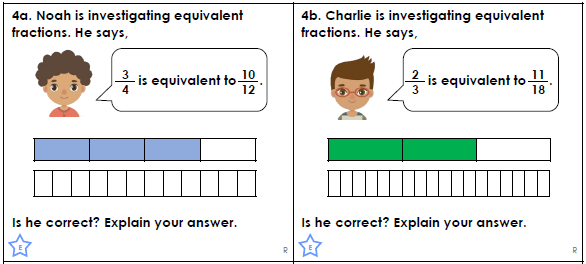 4a. Noah is investigating equivalent
fractions. He says,
3/4 is equivalent to 10/12.
Is he correct? Explain your answer.
E
R
4b. Charlie is investigating equivalent
fractions. He says,
2/3 is equivalent to 11/18.
Is he correct? Explain your answer.
E
R